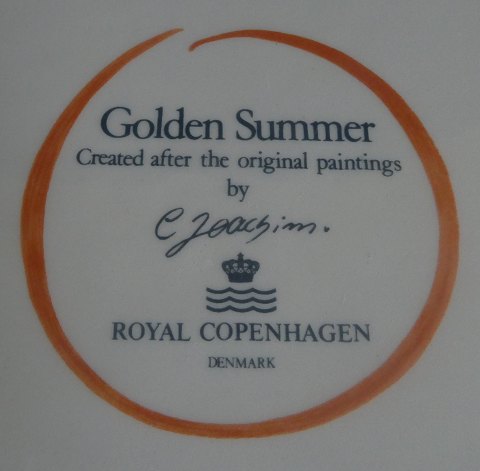 Golden Summer
Created after the original paintings
by
C Joachim.
ROYAL COPENHAGEN
DENMARK